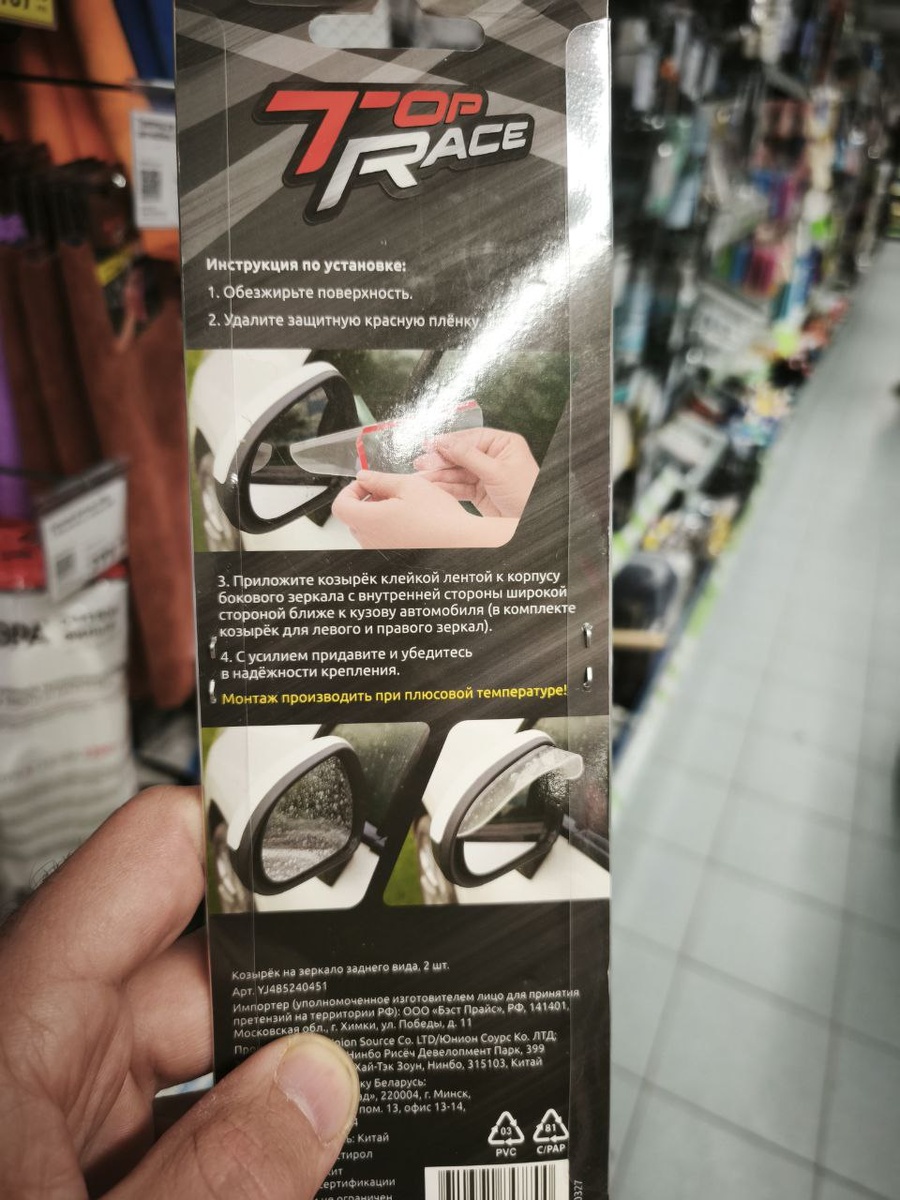 TOP
RACE
Инструкция по установке:
1. Обезжирьте поверхность.
2. Удалите защитную красную плёнку
3. Приложите козырёк клейкой лентой к корпусу
бокового зеркала с внутренней стороны широкой
стороной ближе к кузову автомобиля (в комплекте
козырёк для левого и правого зеркал).
4. С усилием придавите и убедитесь
в надёжности крепления.
Монтаж производить при плюсовой температуре!
Козырёк на зеркало заднего вида, 2 шт.
Арт. YJ485240451
Импортер (уполномоченное изготовителем лицо для принятия
претензий на территории РФ): ООО «Бэст Прайс», РФ, 141401,
Московская обл., г. Химки, ул. Победы, д. 11
Source Co. LTD/Юнион Соурс Ко. ЛТД;
Нинбо Рисёч Девелопмент Парк, 399
Хай-Тэк Зоун, Нинбо, 315103, Китай
ку Беларусь:
220004, г. Минск,
пом. 13, офис 13-14,
Китай
03
PVC
81
C/PAP